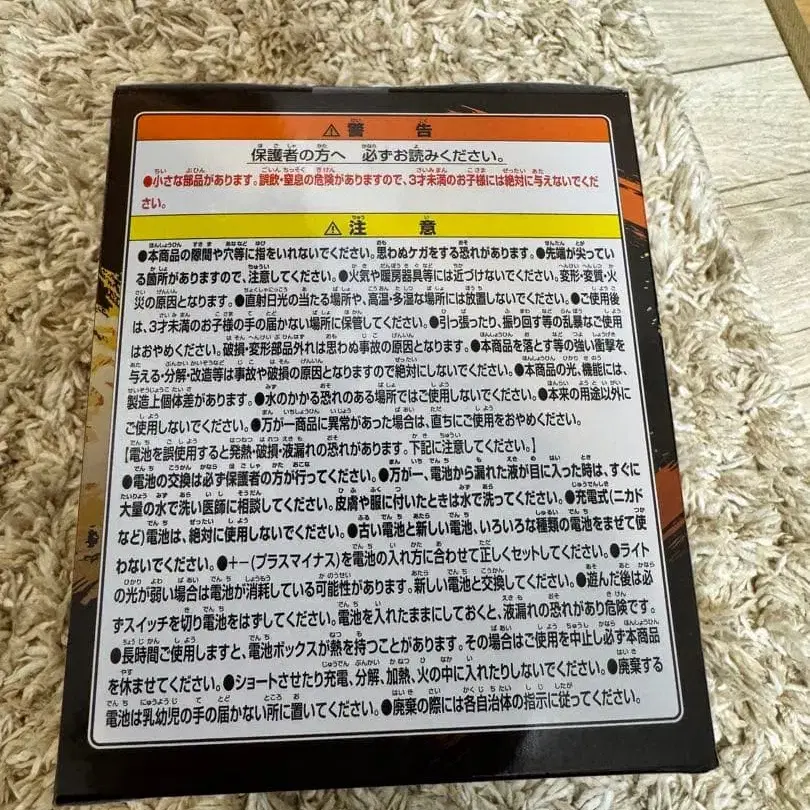 ⚠警告
保護者の方へ 必ずお読みください。
●小さな部品があります。誤飲・窒息の危険がありますので、3才未満のお子様には絶対に与えないでくだ
さい。
⚠注意
●本商品の隙間や穴等に指をいれないでください。思わぬケガをする恐れがあります。●先端が尖ってい
る箇所がありますので、注意してください。●火気や暖房器具等には近づけないでください。変形・変質・火
災の原因となります。●直射日光の当たる場所や、高温・多湿な場所には放置しないでください。●ご使用後
は、3才未満のお子様の手の届かない場所に保管してください。●引っ張ったり、振り回す等の乱暴なご使用
はおやめください。破損・変形部品外れは思わぬ事故の原因となります。●本商品を落とす等の強い衝撃を
与える・分解・改造等は事故や破損の原因となりますので絶対にしないでください。●本商品の光、機能には、
製造上個体差があります。●水のかかる恐れのある場所ではご使用しないでください。●本来の用途以外に
ご使用しないでください。●万が一商品に異常があった場合は、直ちにご使用をおやめください。
【電池を誤使用すると発熱・破損・液漏れの恐れがあります。下記に注意してください。】
●電池の交換は必ず保護者の方が行ってください。●万が一、電池から漏れた液が目に入った時は、すぐに
大量の水で洗い医師に相談してください。皮膚や服に付いたときは水で洗ってください。●充電式(ニカド
など)電池は、絶対に使用しないでください。●古い電池と新しい電池、いろいろな種類の電池をまぜて使
わないでください。●+-(プラスマイナス)を電池の入れ方に合わせて正しくセットしてください。●ライト
の光が弱い場合は電池が消耗している可能性があります。新しい電池と交換してください。●遊んだ後は必
ずスイッチを切り電池をはずしてください。電池を入れたままにしておくと、液漏れの恐れがあり危険です。
●長時間ご使用しますと、電池ボックスが熱を持つことがあります。その場合はご使用を中止し必ず本商品
を休ませてください。●ショートさせたり充電、分解、加熱、火の中に入れたりしないでください。●廃棄する
電池は乳幼児の手の届かない所に置いてください。●廃棄の際には各自治体の指示に従ってください。